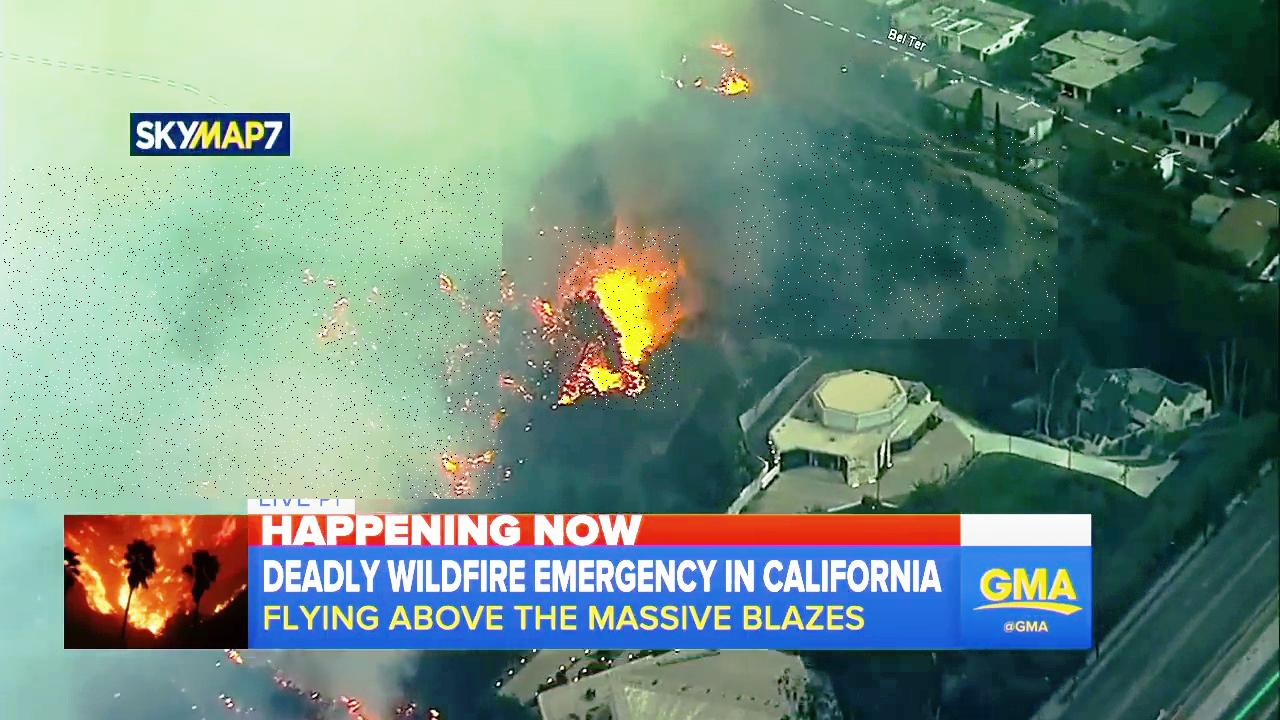 Bel Ter
SKYMAP7
HAPPENING NOW
DEADLY WILDFIRE EMERGENCY IN CALIFORNIA
FLYING ABOVE THE MASSIVE BLAZES
GMA
@GMA